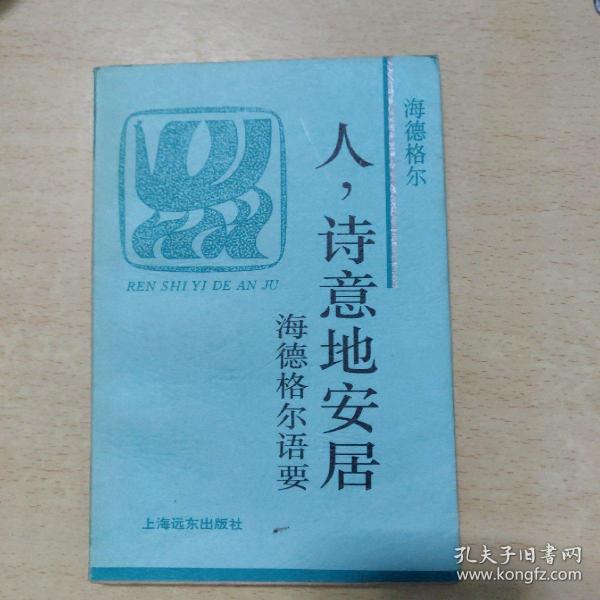 海德格尔
人，诗意地安居
海德格尔语要
REN SHI YI DE AN JU
上海远东出版社
孔夫子旧书网
www.kongfz.com